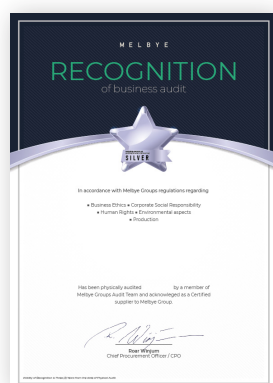 MELBYE
RECOGNITION
of business audit
SILVER
In accordance with Melbye Groups regulations regarding
• Business Ethics • Corporate Social Responsibility
• Human Rights • Environmental aspects
• Production
Has been physically audited by a member of
Melbye Groups Audit Team and acknowleged as a Certified
supplier to Melbye Group.
Roar Winjum
Chief Procurement Officer / CPO